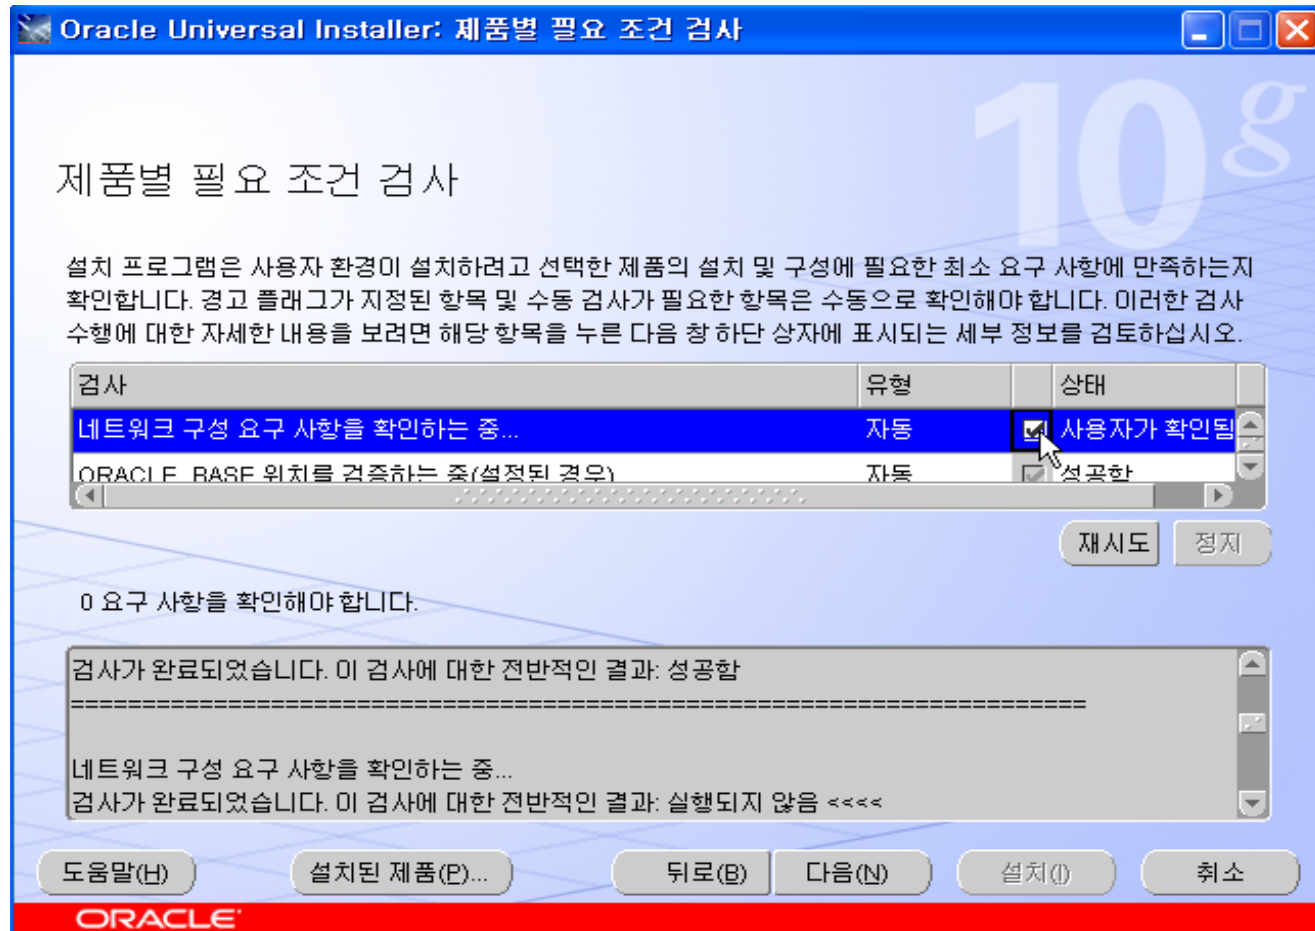 Oracle Universal Installer: 제품별 필요 조건 검사
10g
제품별 필요 조건 검사
설치 프로그램은 사용자 환경이 설치하려고 선택한 제품의 설치 및 구성에 필요한 최소 요구 사항에 만족하는지
확인합니다. 경고 플래그가 지정된 항목 및 수동 검사가 필요한 항목은 수동으로 확인해야 합니다. 이러한 검사
수행에 대한 자세한 내용을 보려면 해당 항목을 누른 다음 창 하단 상자에 표시되는 세부 정보를 검토하십시오.
검사 유형 상태
네트워크 구성 요구 사항을 확인하는 중... 자동 사용자가 확인됨
ORACLE_BASE 위치를 검증하는 중(설정된 경우) 자동 성공함
재시도 정지
0 요구 사항을 확인해야 합니다.
검사가 완료되었습니다. 이 검사에 대한 전반적인 결과: 성공함
=======================================================================
네트워크 구성 요구 사항을 확인하는 중...
검사가 완료되었습니다. 이 검사에 대한 전반적인 결과: 실행되지 않음 <<<<
도움말(H) 설치된 제품(P)... 뒤로(B) 다음(N) 설치(I) 취소
ORACLE